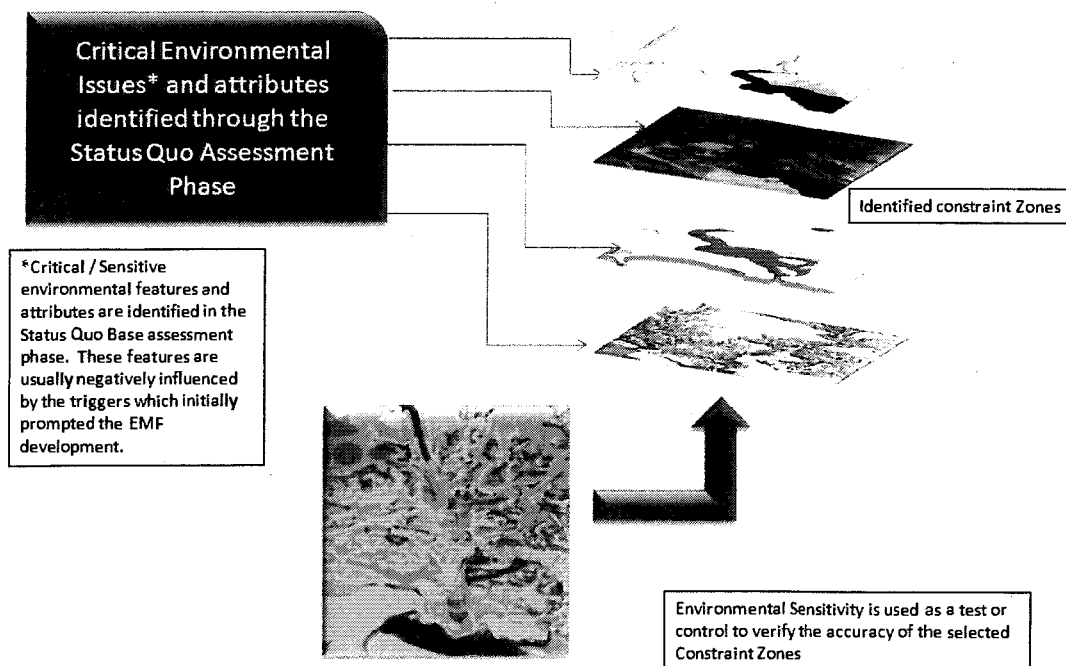 Critical Environmental
Issues* and attributes
identified through the
Status Quo Assessment
Phase
Identified constraint Zones
*Critical / Sensitive
environmental features and
attributes are identified in the
Status Quo Base assessment
phase. These features are
usually negatively influenced
by the triggers which initially
prompted the EMF
development.
Environmental Sensitivity is used as a test or
control to verify the accuracy of the selected
Constraint Zones